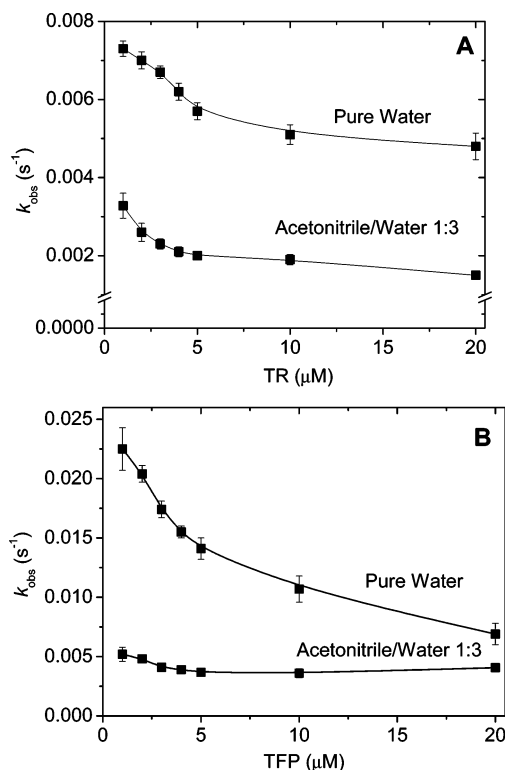 A
0.008
0.006
0.004
0.002
0.0000
k_obs (s⁻¹)
Pure Water
Acetonitrile/Water 1:3
0 5 10 15 20
TR (μM)
B
0.025
0.020
0.015
0.010
0.005
0.000
k_obs (s⁻¹)
Pure Water
Acetonitrile/Water 1:3
0 5 10 15 20
TFP (μM)